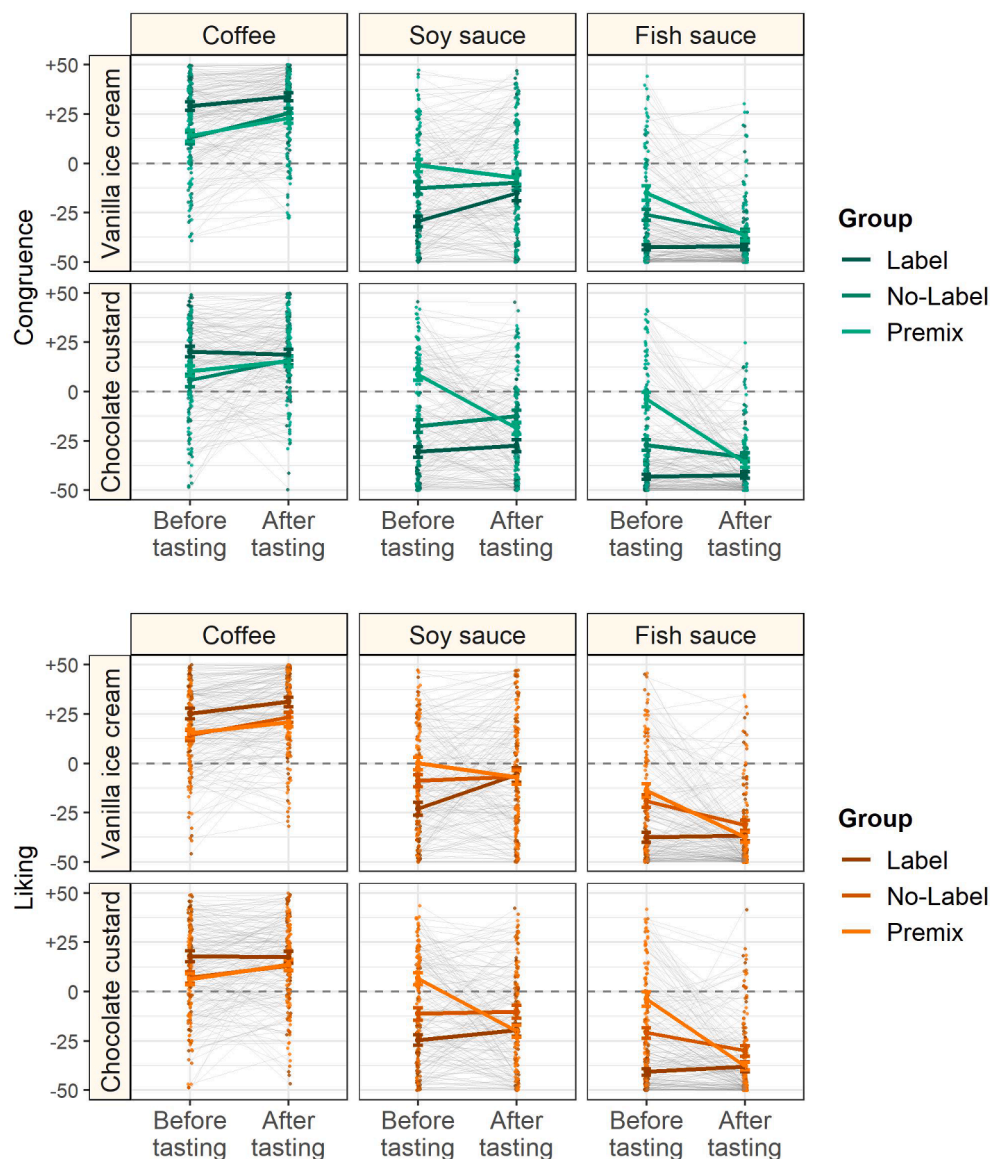 Coffee Soy sauce Fish sauce
Congruence
Vanilla ice cream
+50
+25
0
-25
-50
Chocolate custard
+50
+25
0
-25
-50
Before tasting After tasting Before tasting After tasting Before tasting After tasting
Group
Label
No-Label
Premix
Coffee Soy sauce Fish sauce
Liking
Vanilla ice cream
+50
+25
0
-25
-50
Chocolate custard
+50
+25
0
-25
-50
Before tasting After tasting Before tasting After tasting Before tasting After tasting
Group
Label
No-Label
Premix